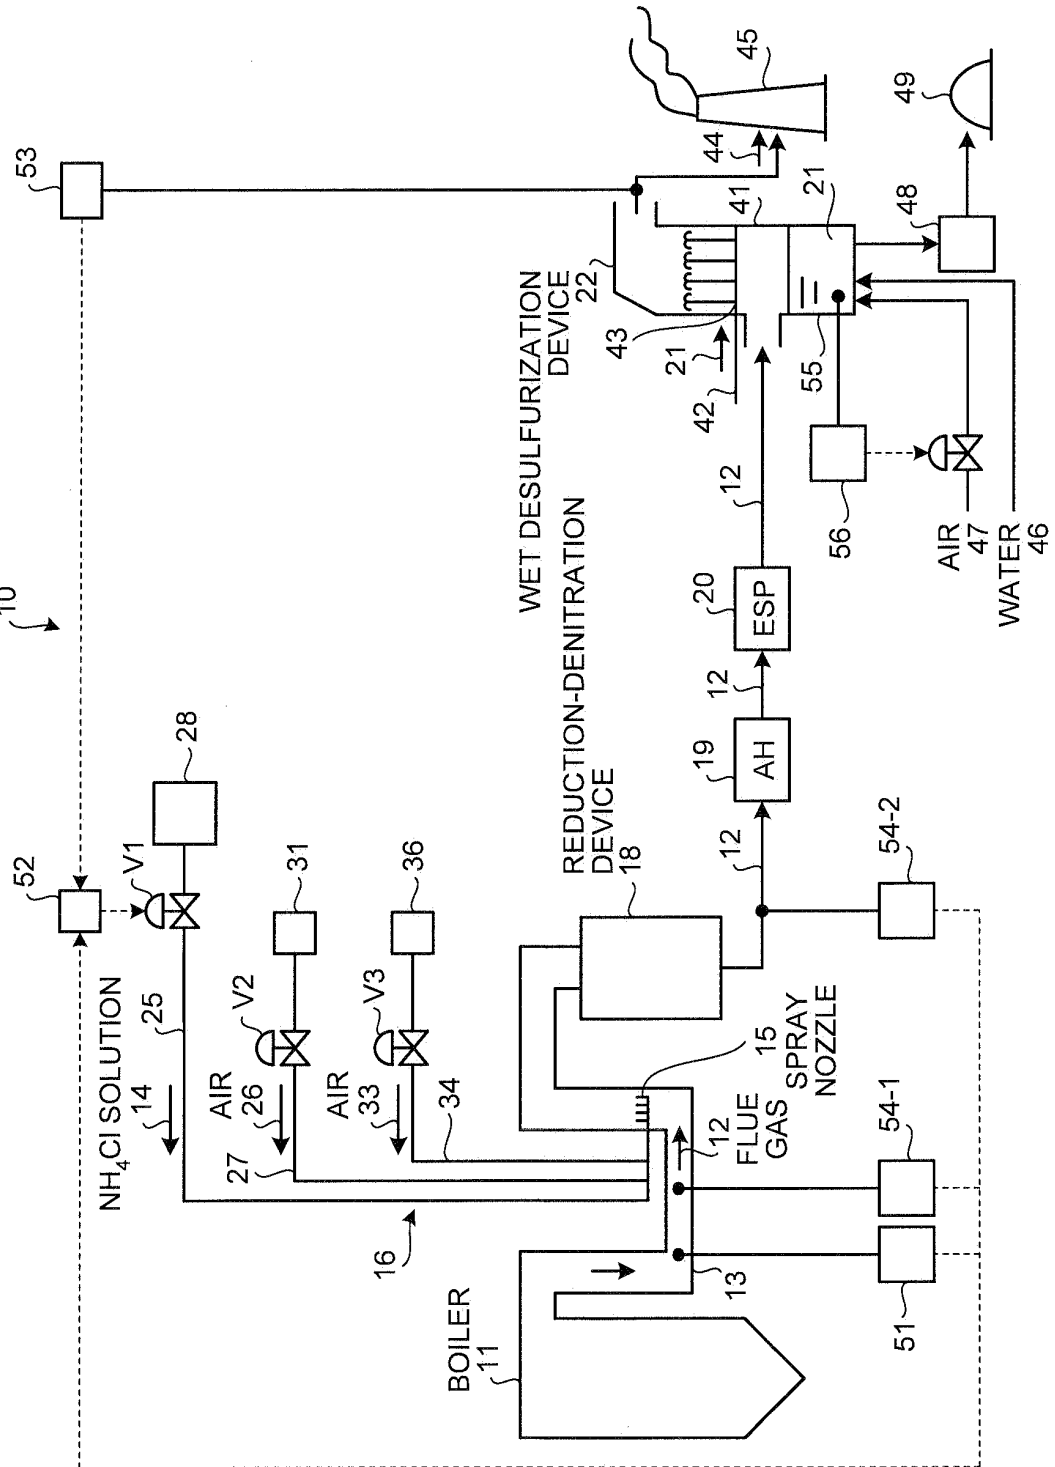 10
53
52
V1
28
NH4Cl SOLUTION
14
25
AIR
26
27
V2
31
AIR
33
34
V3
36
16
BOILER
11
13
12
FLUE
GAS
15
SPRAY
NOZZLE
51
54-1
54-2
REDUCTION-DENITRATION
DEVICE
18
12
19
AH
12
20
ESP
12
WET DESULFURIZATION
DEVICE
22
42
21
43
41
21
55
56
AIR
47
WATER
46
48
49
44
45